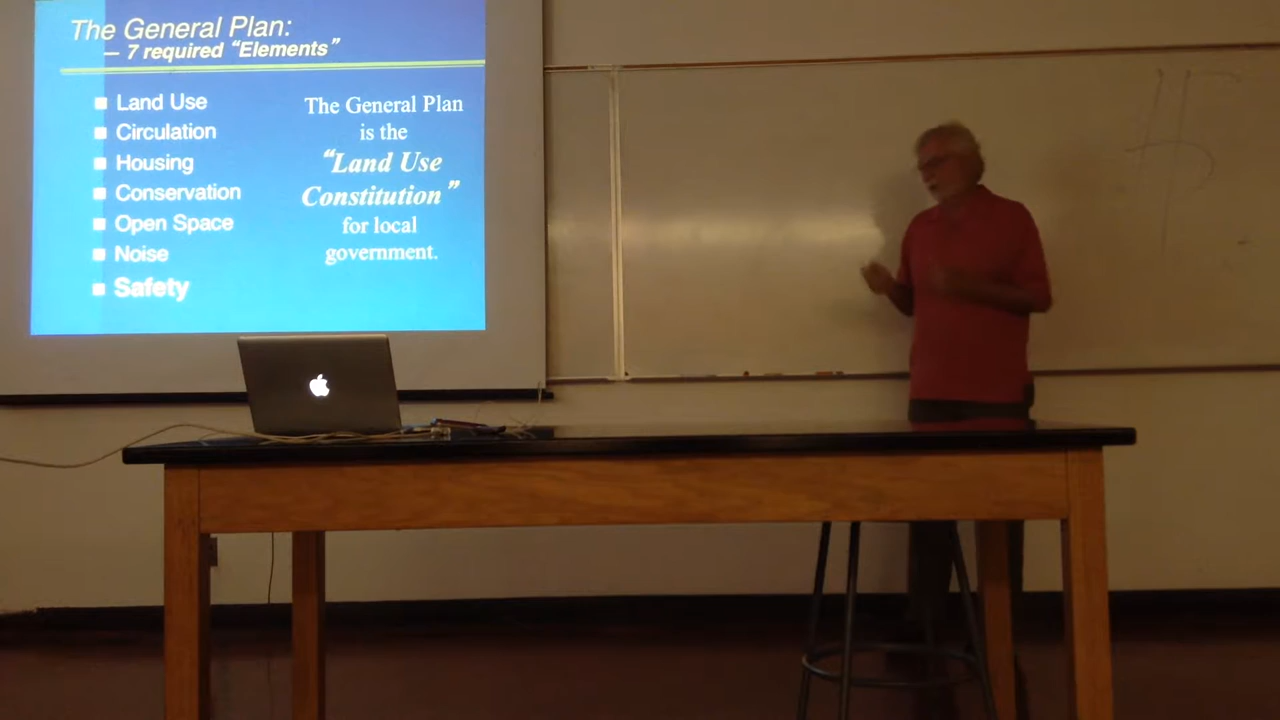 The General Plan:
— 7 required “Elements”
Land Use
Circulation
Housing
Conservation
Open Space
Noise
Safety
The General Plan
is the
“Land Use
Constitution”
for local
government.